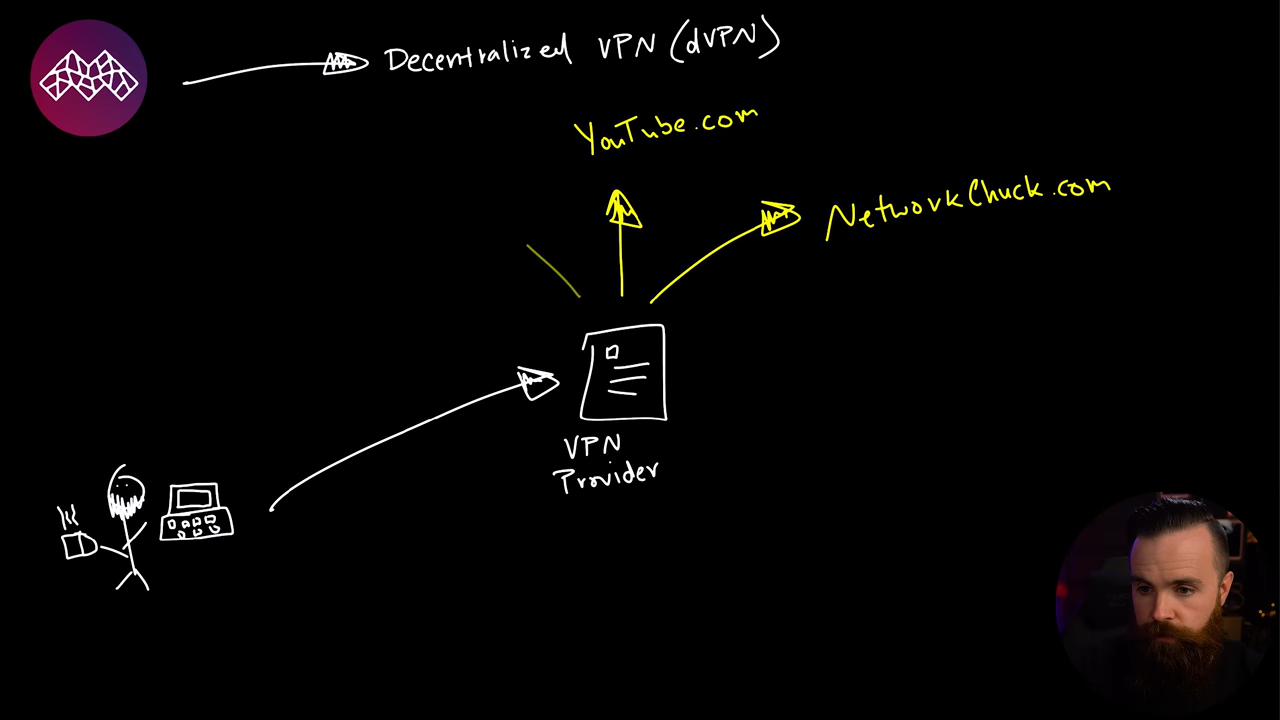 Decentralized VPN (dVPN)
YouTube.com
NetworkChuck.com
VPN
Provider